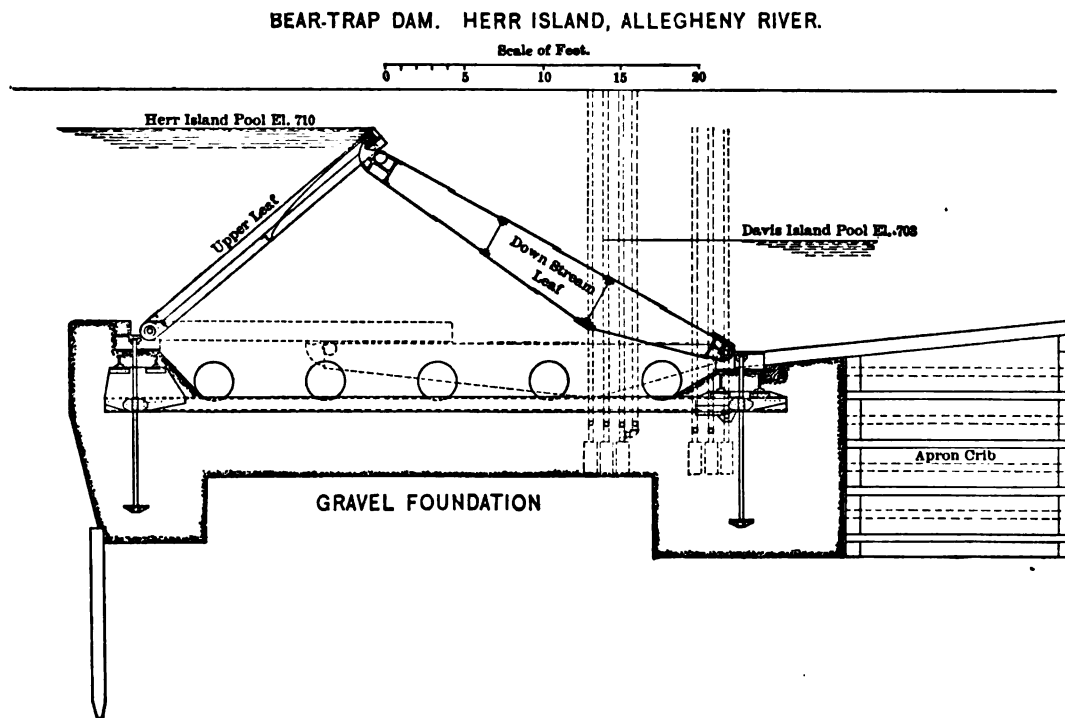 BEAR-TRAP DAM. HERR ISLAND, ALLEGHENY RIVER.
Scale of Feet.
0 5 10 15 20
Herr Island Pool El. 710
Upper Leaf
Down Stream
Leaf
Davis Island Pool El. 703
Apron Crib
GRAVEL FOUNDATION